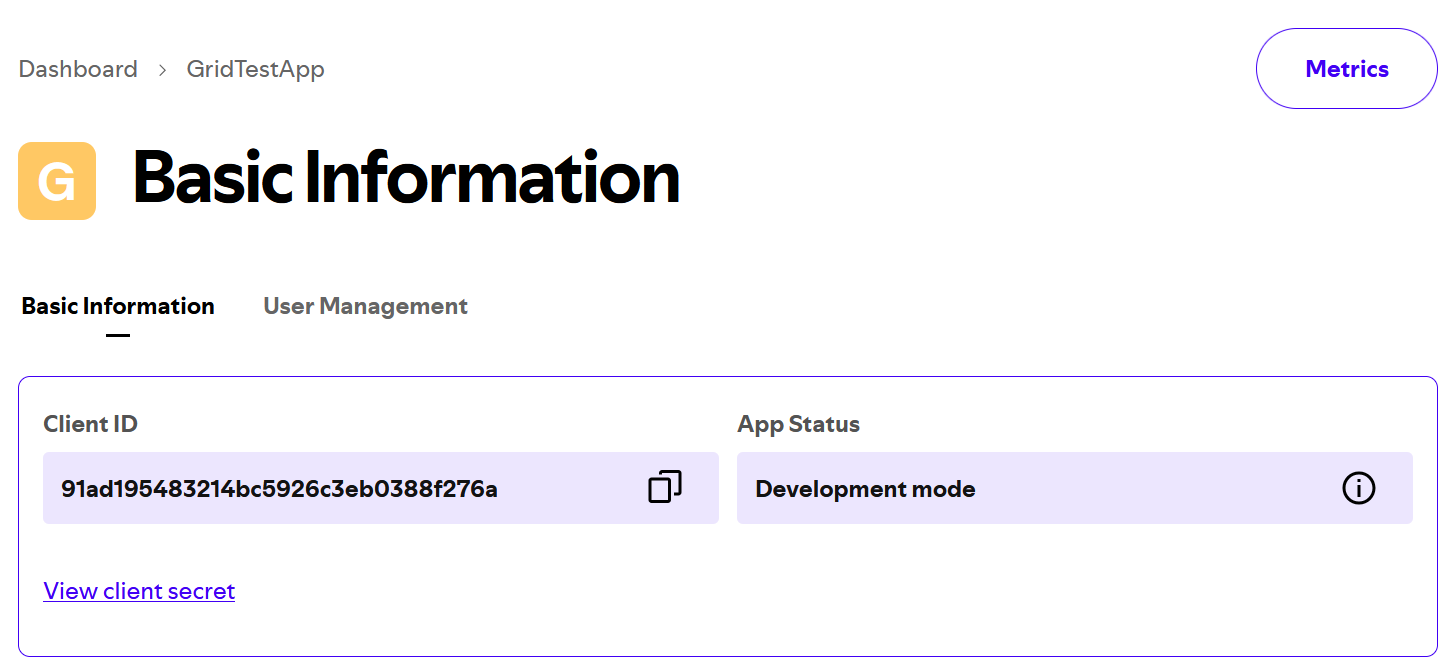 Dashboard > GridTestApp
Metrics
G
Basic Information
Basic Information User Management
Client ID
91ad195483214bc5926c3eb0388f276a
App Status
Development mode
View client secret